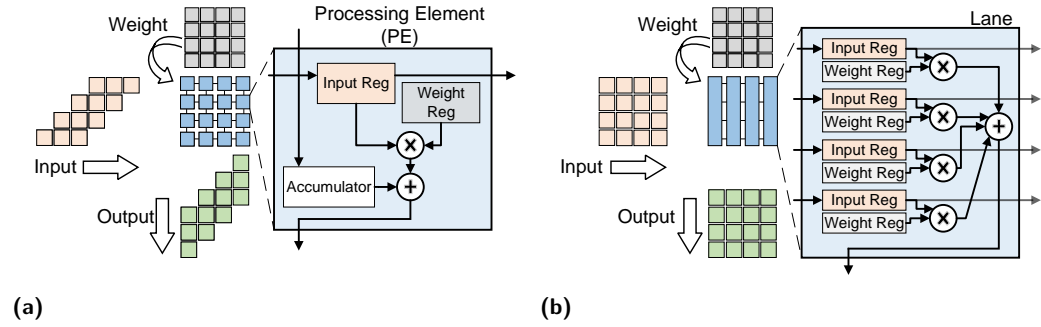 Weight
Processing Element
(PE)
Input Reg
Weight
Reg
×
Accumulator
+
Input
Output
(a)
Weight
Lane
Input Reg
Weight Reg
×
Input Reg
Weight Reg
×
+
Input Reg
Weight Reg
×
Input Reg
Weight Reg
×
Input
Output
(b)